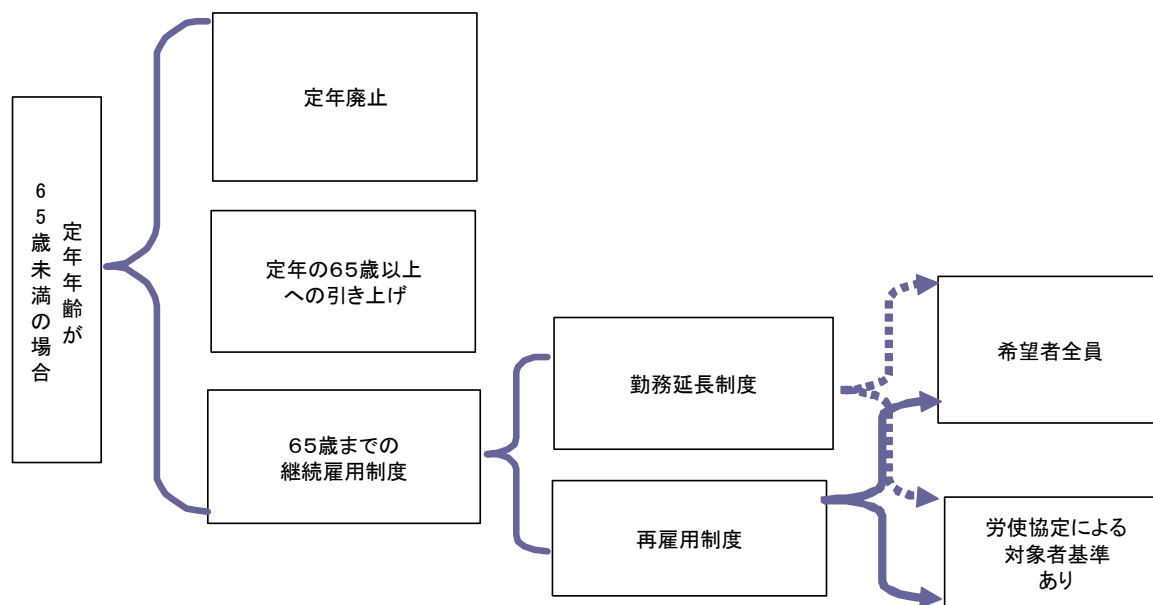 定年年齢が
65歳未満の場合
定年廃止
定年の65歳以上
への引き上げ
65歳までの
継続雇用制度
勤務延長制度
再雇用制度
希望者全員
労使協定による
対象者基準
あり